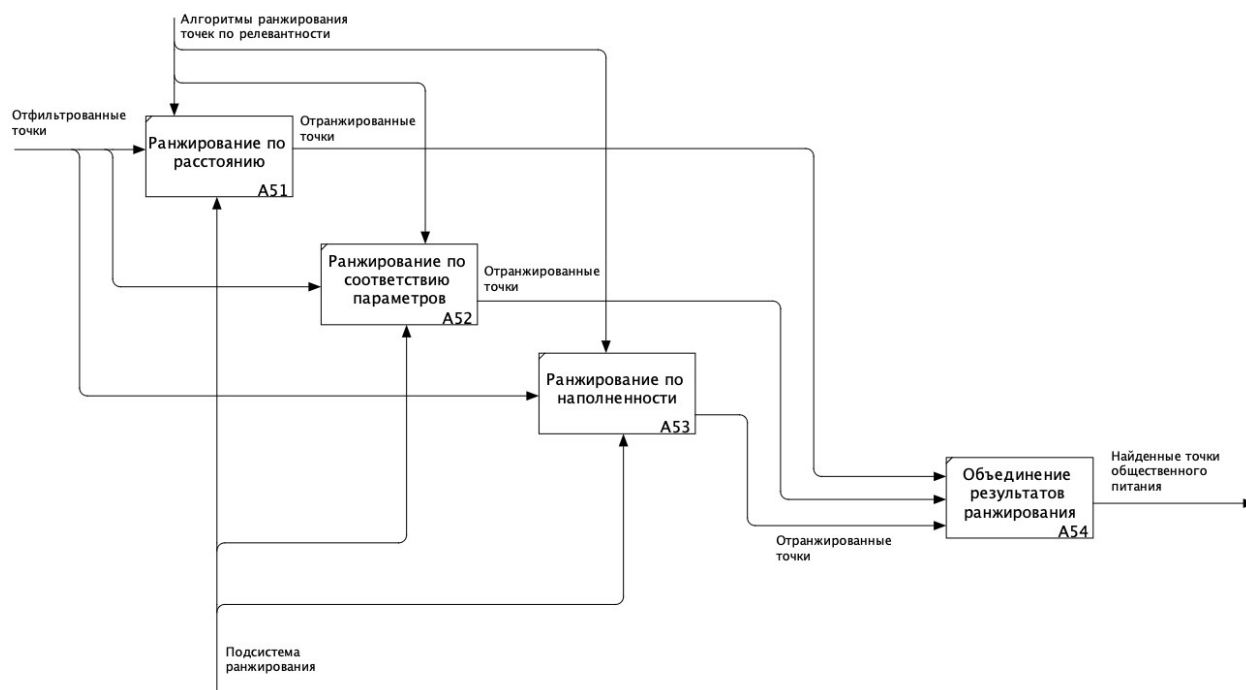 Алгоритмы ранжирования
точек по релевантности
Отфильтрованные
точки
Ранжирование по
расстоянию
A51
Отранжированные
точки
Ранжирование по
соответствию
параметров
A52
Отранжированные
точки
Ранжирование по
наполненности
A53
Отранжированные
точки
Объединение
результатов
ранжирования
A54
Найденные точки
общественного
питания
Подсистема
ранжирования